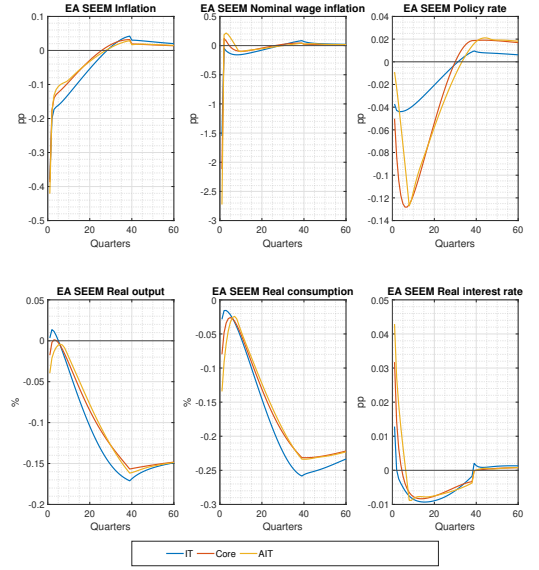 EA SEEM Inflation
0.1
0
-0.1
-0.2
-0.3
-0.4
-0.5
pp
0 20 40 60
Quarters
EA SEEM Nominal wage inflation
0.5
0
-0.5
-1
-1.5
-2
-2.5
-3
pp
0 20 40 60
Quarters
EA SEEM Policy rate
0.04
0.02
0
-0.02
-0.04
-0.06
-0.08
-0.1
-0.12
-0.14
pp
0 20 40 60
Quarters
EA SEEM Real output
0.05
0
-0.05
-0.1
-0.15
-0.2
%
0 20 40 60
Quarters
EA SEEM Real consumption
0
-0.05
-0.1
-0.15
-0.2
-0.25
-0.3
%
0 20 40 60
Quarters
EA SEEM Real interest rate
0.05
0.04
0.03
0.02
0.01
0
-0.01
pp
0 20 40 60
Quarters
IT Core AIT